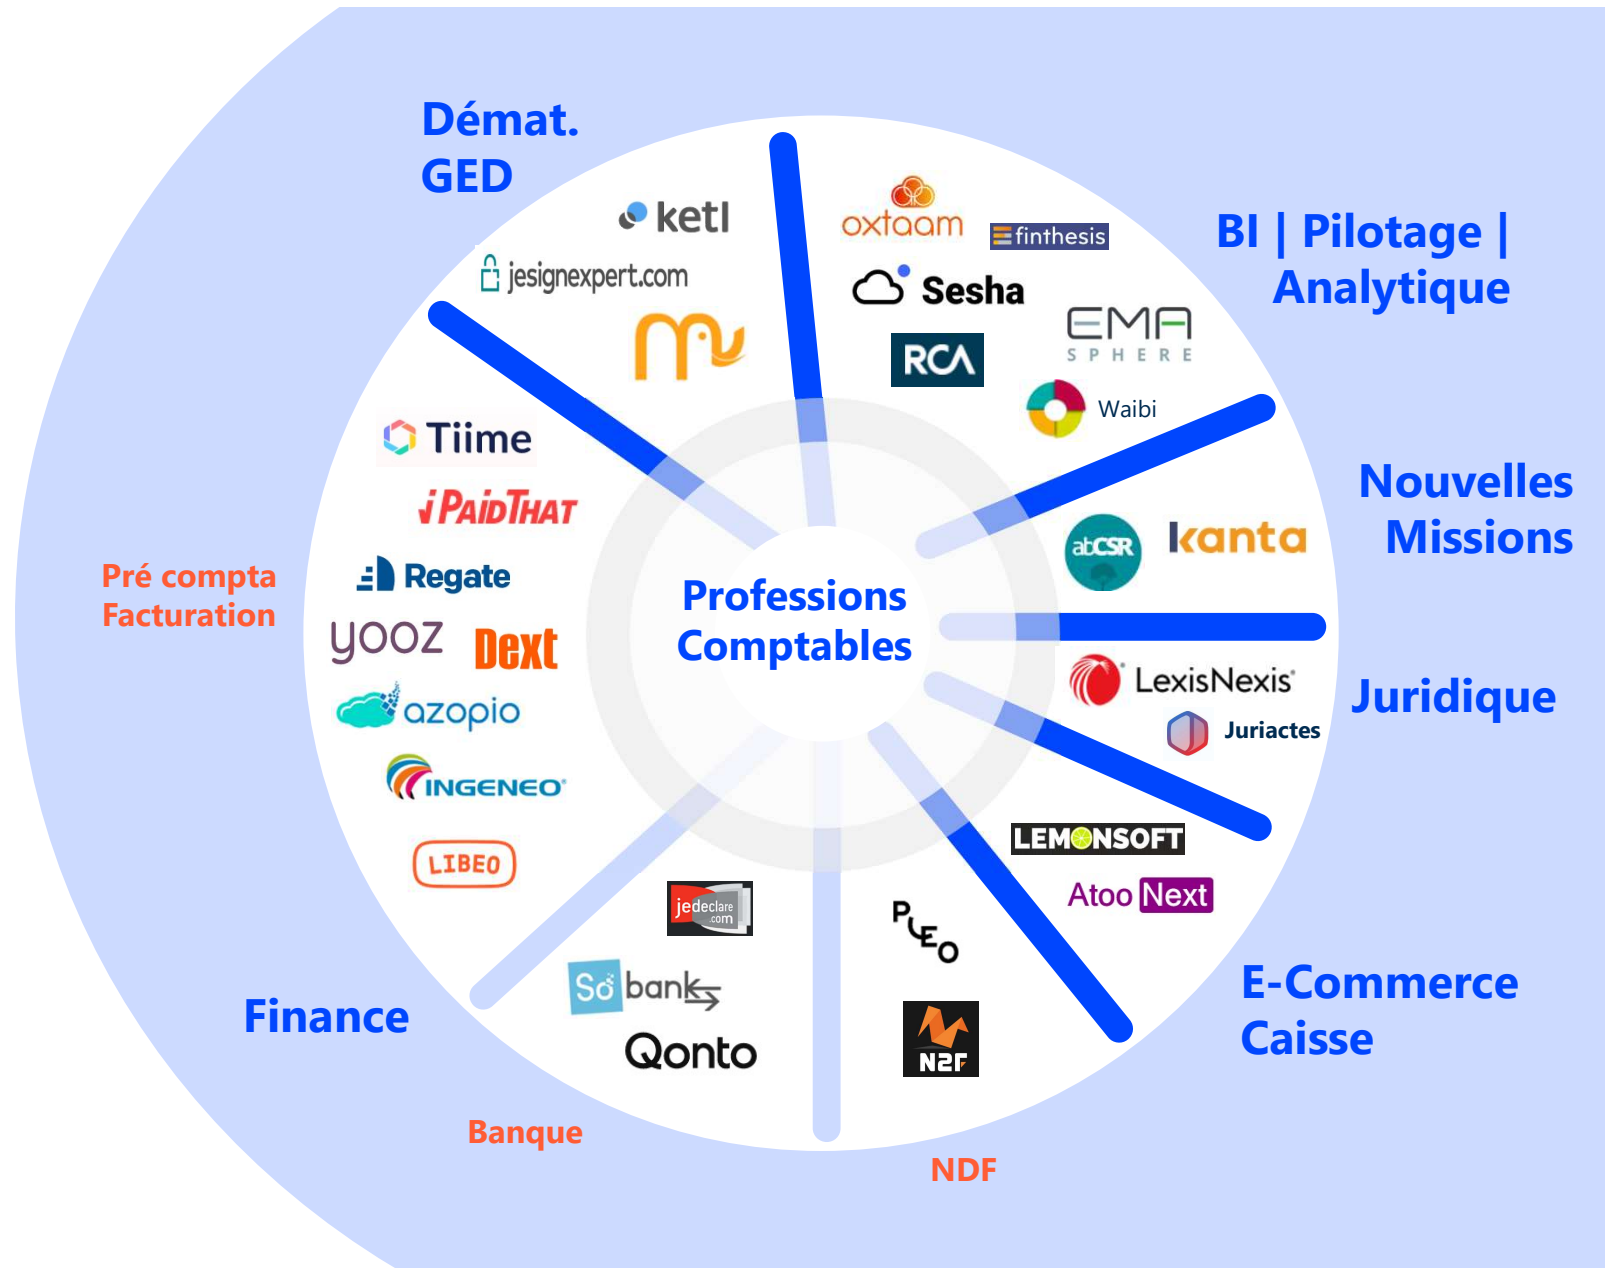 Démat.
GED
ketl
jesignexpert.com
oxtaam
finthesis
Sesha
EMA
SPHERE
RCA
Waibi
BI | Pilotage |
Analytique
Tiime
iPaidThat
Regate
yooz
Dext
azopio
INGENEO
LIBEO
Pré compta
Facturation
Professions
Comptables
abCSR
kanta
Nouvelles
Missions
LexisNexis
Juriactes
Juridique
LEMONSOFT
Atoo Next
E-Commerce
Caisse
jedeclare
.com
So bank
Qonto
Finance
Banque
PLEO
N2F
NDF